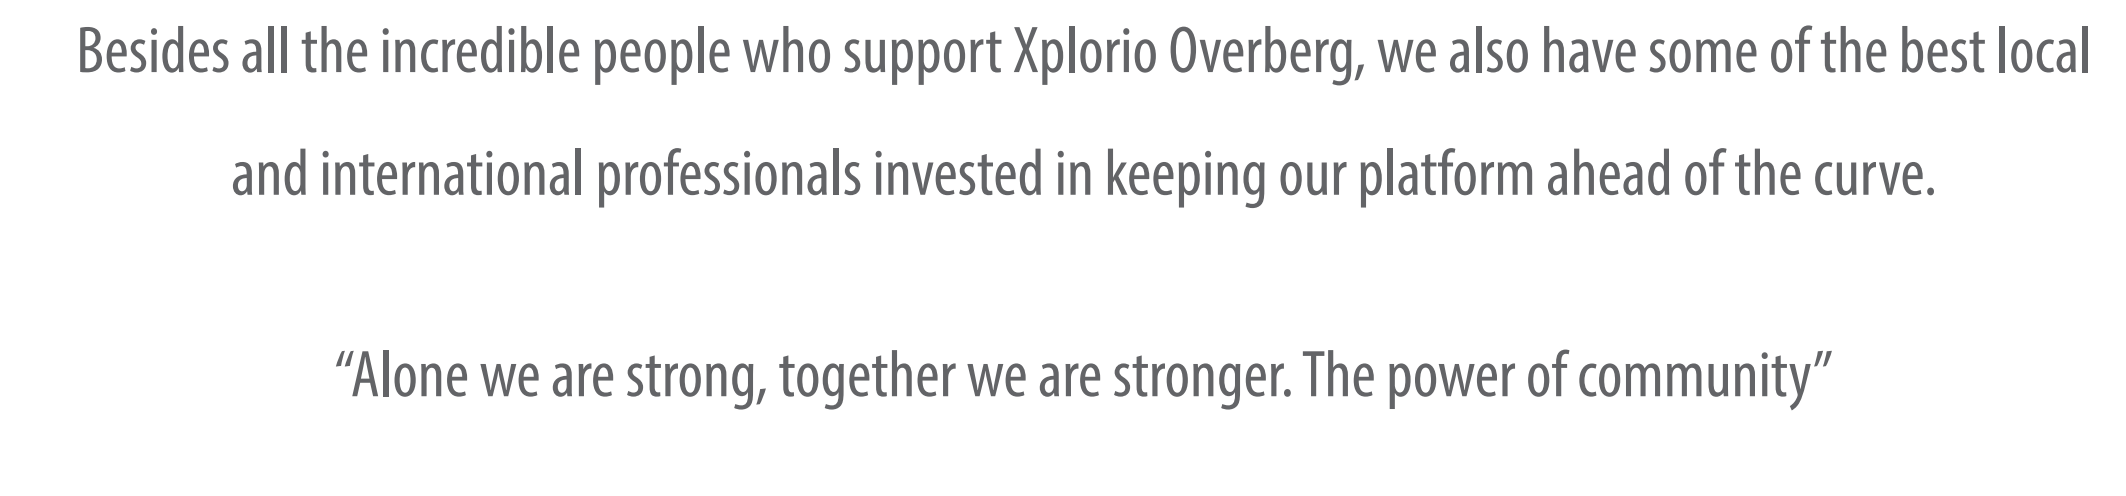 Besides all the incredible people who support Xplorio Overberg, we also have some of the best local
and international professionals invested in keeping our platform ahead of the curve.
“Alone we are strong, together we are stronger. The power of community”